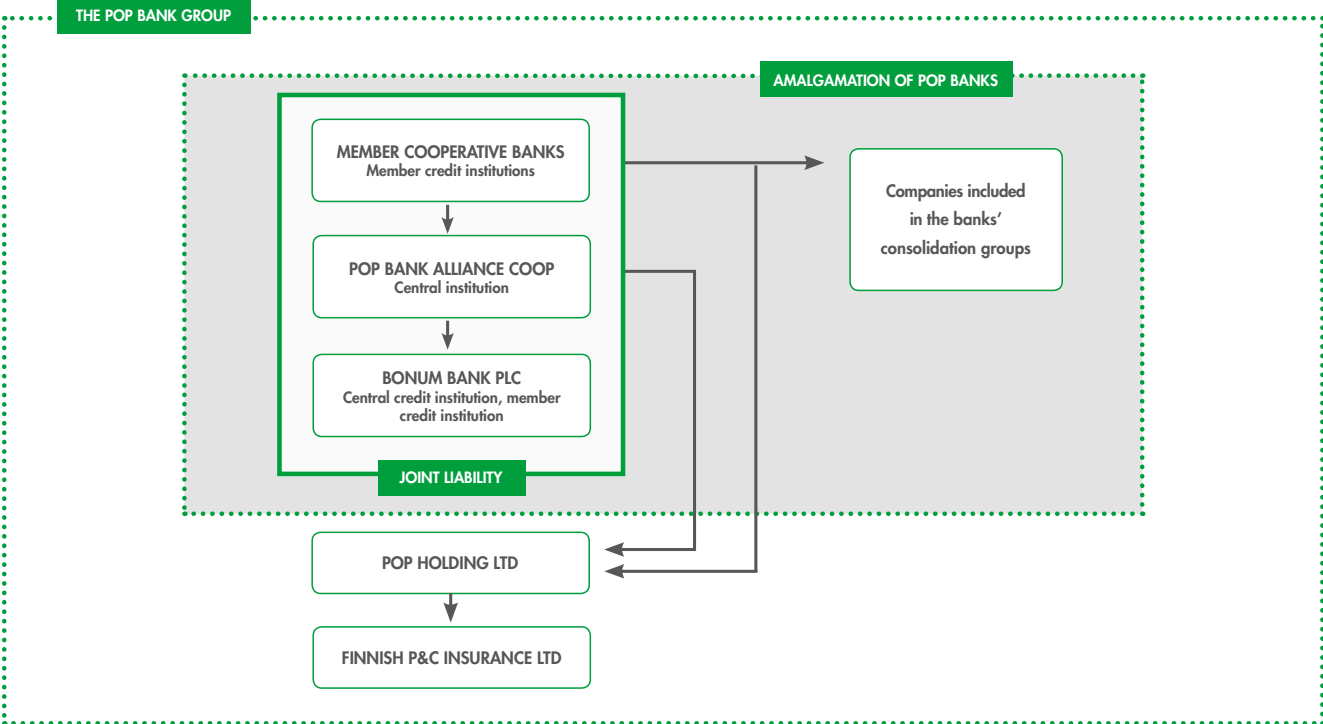 THE POP BANK GROUP
AMALGAMATION OF POP BANKS
MEMBER COOPERATIVE BANKS
Member credit institutions
Companies included
in the banks’
consolidation groups
POP BANK ALLIANCE COOP
Central institution
BONUM BANK PLC
Central credit institution, member
credit institution
JOINT LIABILITY
POP HOLDING LTD
FINNISH P&C INSURANCE LTD